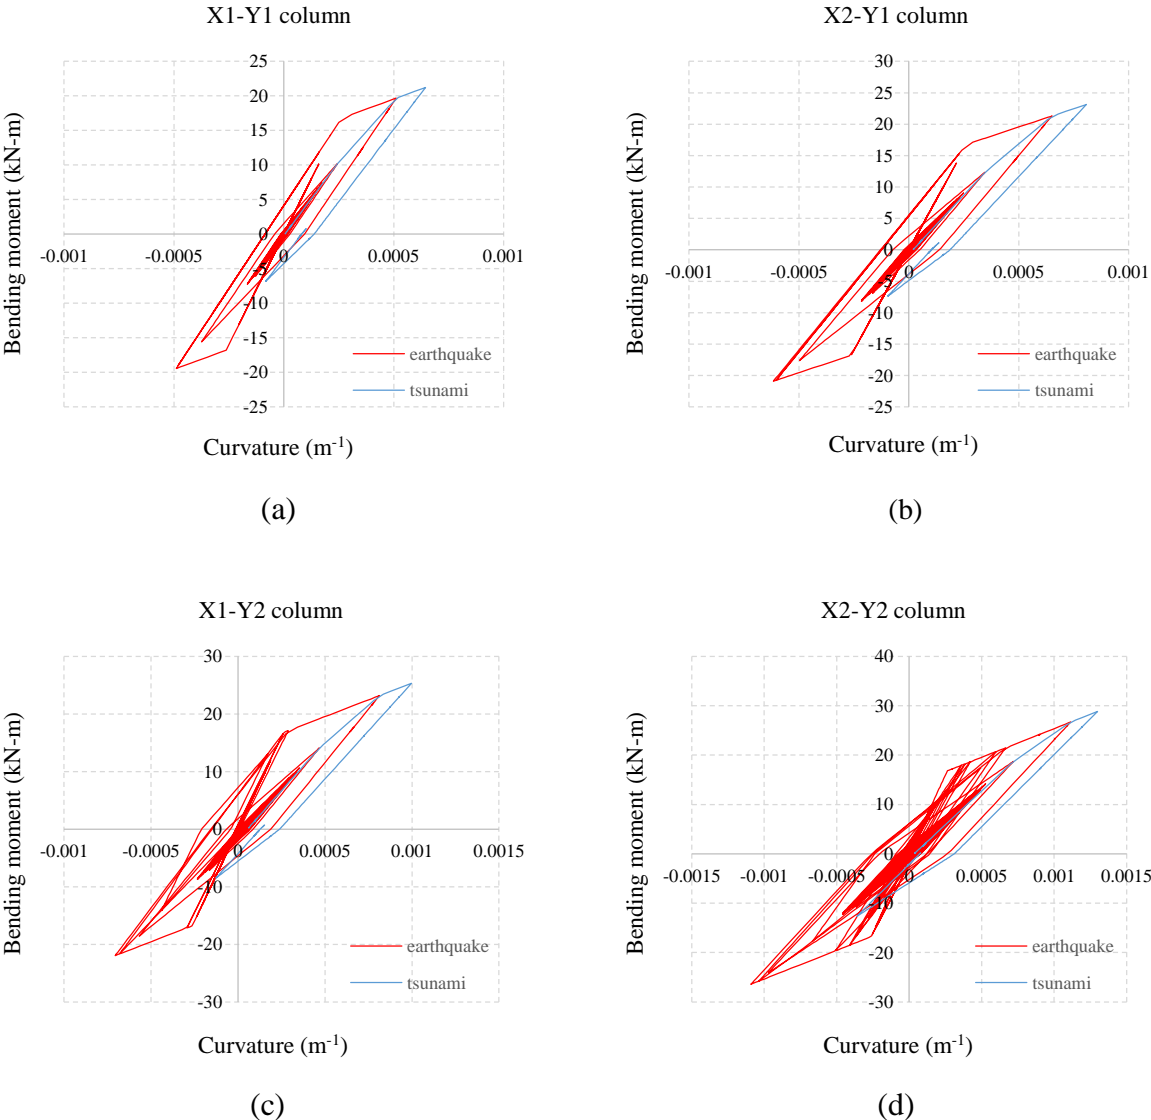 X1-Y1 column
25
20
15
10
5
0
-5
-10
-15
-20
-25
-0.001
-0.0005
0
0.0005
0.001
Bending moment (kN-m)
earthquake
tsunami
Curvature (m-1)
(a)
X2-Y1 column
30
25
20
15
10
5
0
-5
-10
-15
-20
-25
-0.001
-0.0005
0
0.0005
0.001
Bending moment (kN-m)
earthquake
tsunami
Curvature (m-1)
(b)
X1-Y2 column
30
20
10
0
-10
-20
-30
-0.001
-0.0005
0
0.0005
0.001
0.0015
Bending moment (kN-m)
earthquake
tsunami
Curvature (m-1)
(c)
X2-Y2 column
40
30
20
10
0
-10
-20
-30
-0.0015
-0.001
-0.0005
0
0.0005
0.001
0.0015
Bending moment (kN-m)
earthquake
tsunami
Curvature (m-1)
(d)